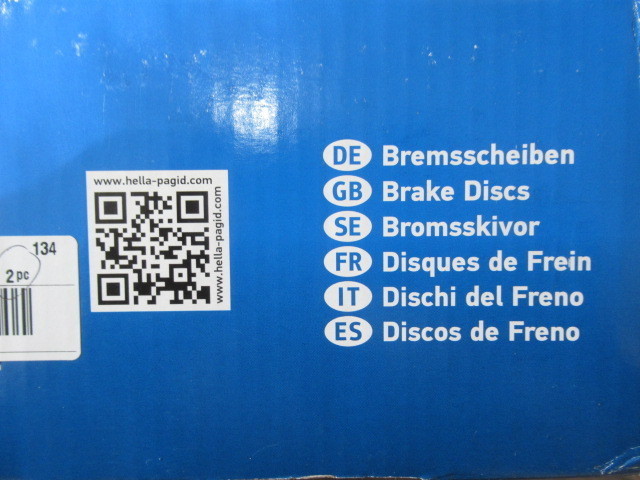 www.hella-pagid.com
www.hella-pagid.com
134
2 pc
DE Bremsscheiben
GB Brake Discs
SE Bromsskivor
FR Disques de Frein
IT Dischi del Freno
ES Discos de Freno